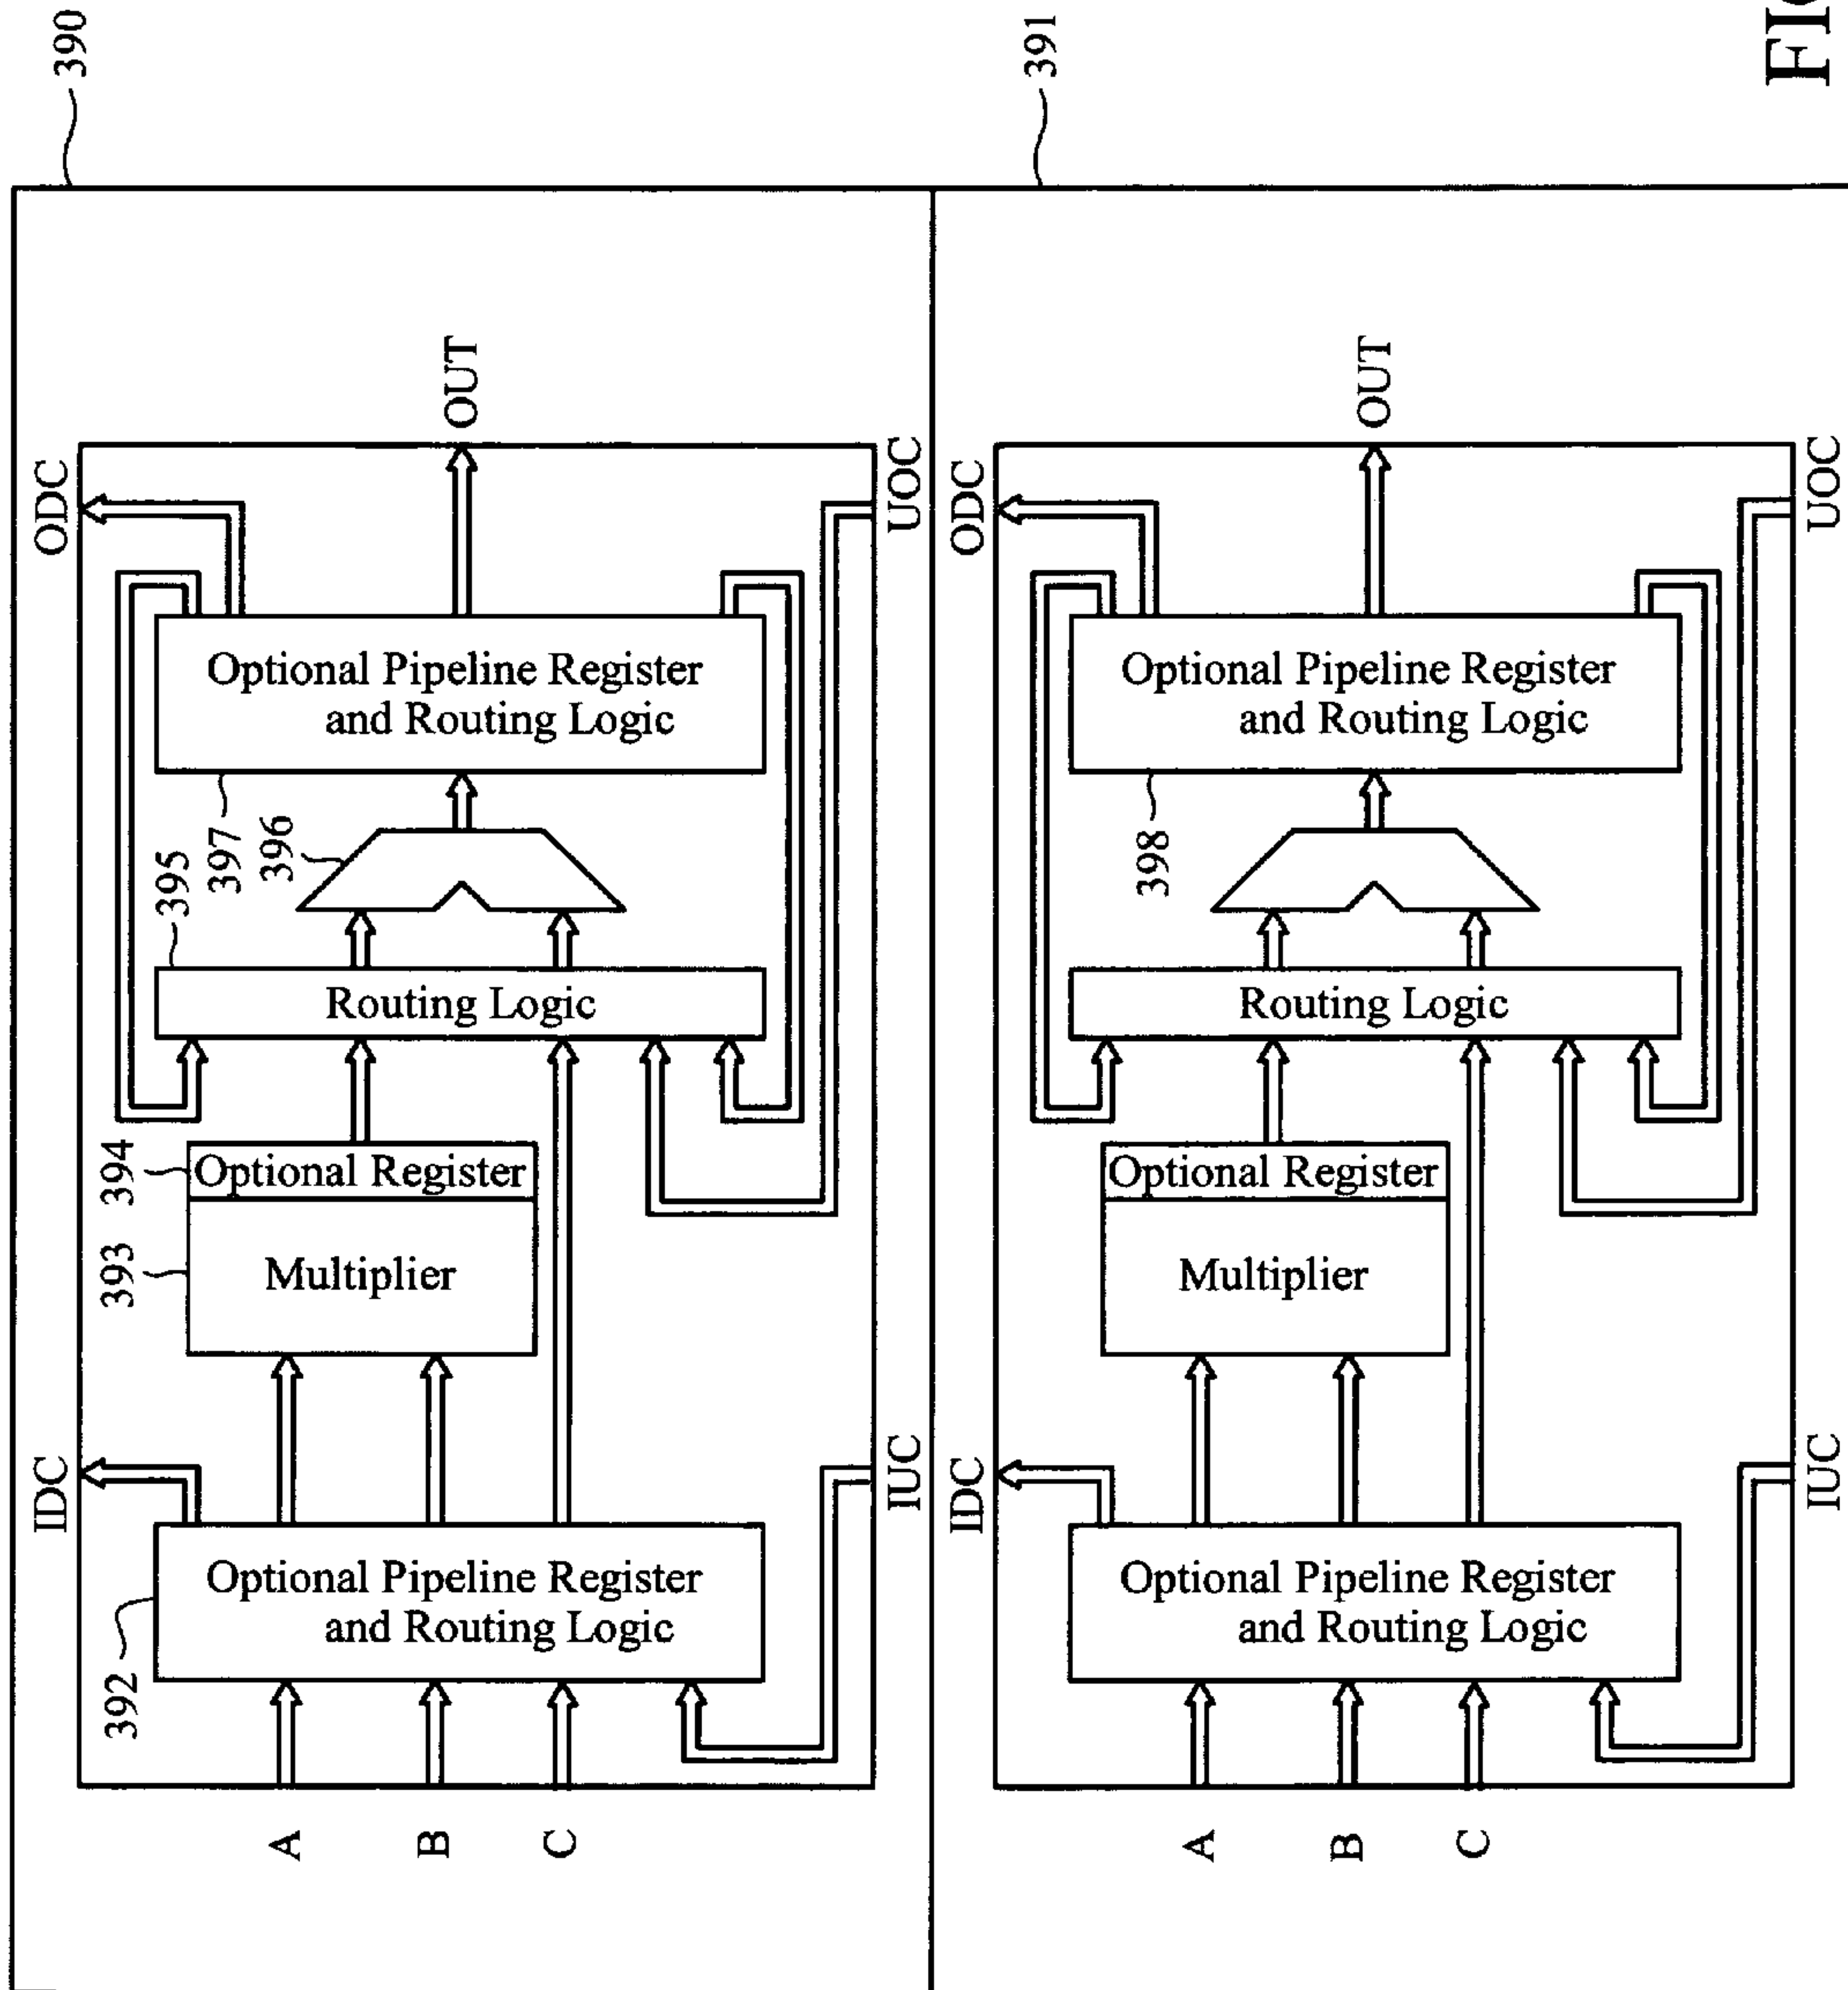 390
ODC
OUT
UOC
Optional Pipeline Register
and Routing Logic
397
396
395
Routing Logic
394
Optional Register
393
Multiplier
IDC
IUC
Optional Pipeline Register
and Routing Logic
392
A
B
C
391
ODC
OUT
UOC
Optional Pipeline Register
and Routing Logic
398
Routing Logic
Optional Register
Multiplier
IDC
IUC
Optional Pipeline Register
and Routing Logic
A
B
C